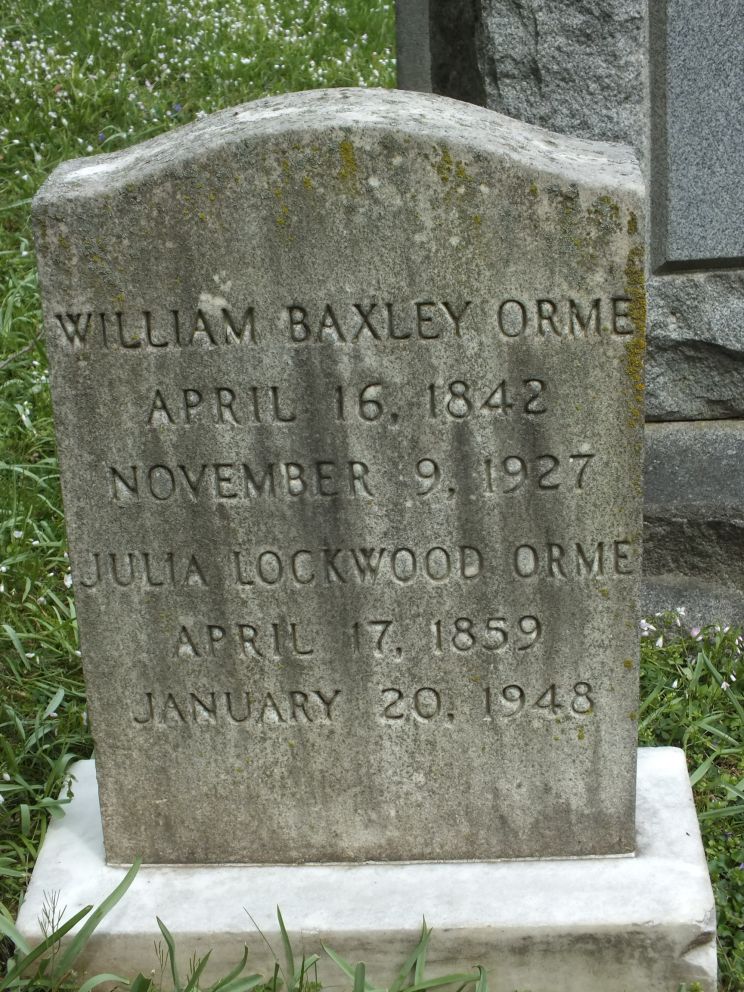 WILLIAM BAXLEY ORME
APRIL 16, 1842
NOVEMBER 9, 1927
JULIA LOCKWOOD ORME
APRIL 17, 1859
JANUARY 20, 1948